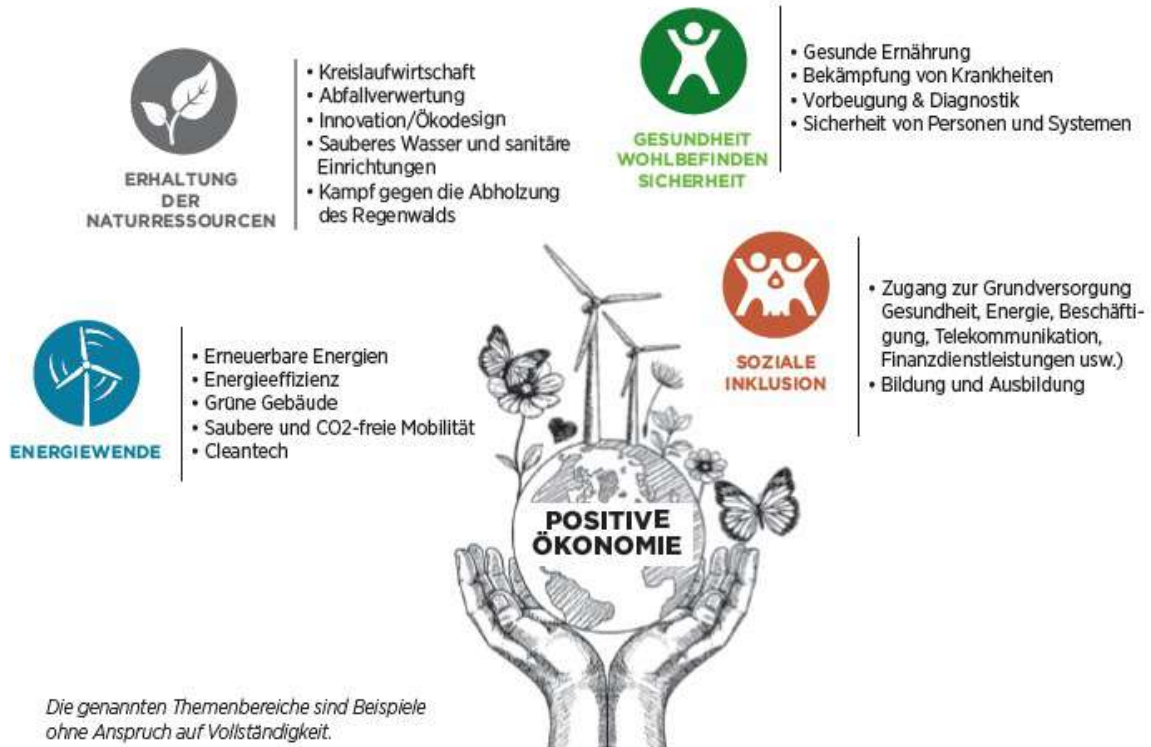 ERHALTUNG
DER
NATURRESSOURCEN
• Kreislaufwirtschaft
• Abfallverwertung
• Innovation/Ökodesign
• Sauberes Wasser und sanitäre
Einrichtungen
• Kampf gegen die Abholzung
des Regenwalds
GESUNDHEIT
WOHLBEFINDEN
SICHERHEIT
• Gesunde Ernährung
• Bekämpfung von Krankheiten
• Vorbeugung & Diagnostik
• Sicherheit von Personen und Systemen
SOZIALE
INKLUSION
• Zugang zur Grundversorgung
Gesundheit, Energie, Beschäfti-
gung, Telekommunikation,
Finanzdienstleistungen usw.)
• Bildung und Ausbildung
ENERGIEWENDE
• Erneuerbare Energien
• Energieeffizienz
• Grüne Gebäude
• Saubere und CO2-freie Mobilität
• Cleantech
POSITIVE
ÖKONOMIE
Die genannten Themenbereiche sind Beispiele
ohne Anspruch auf Vollständigkeit.